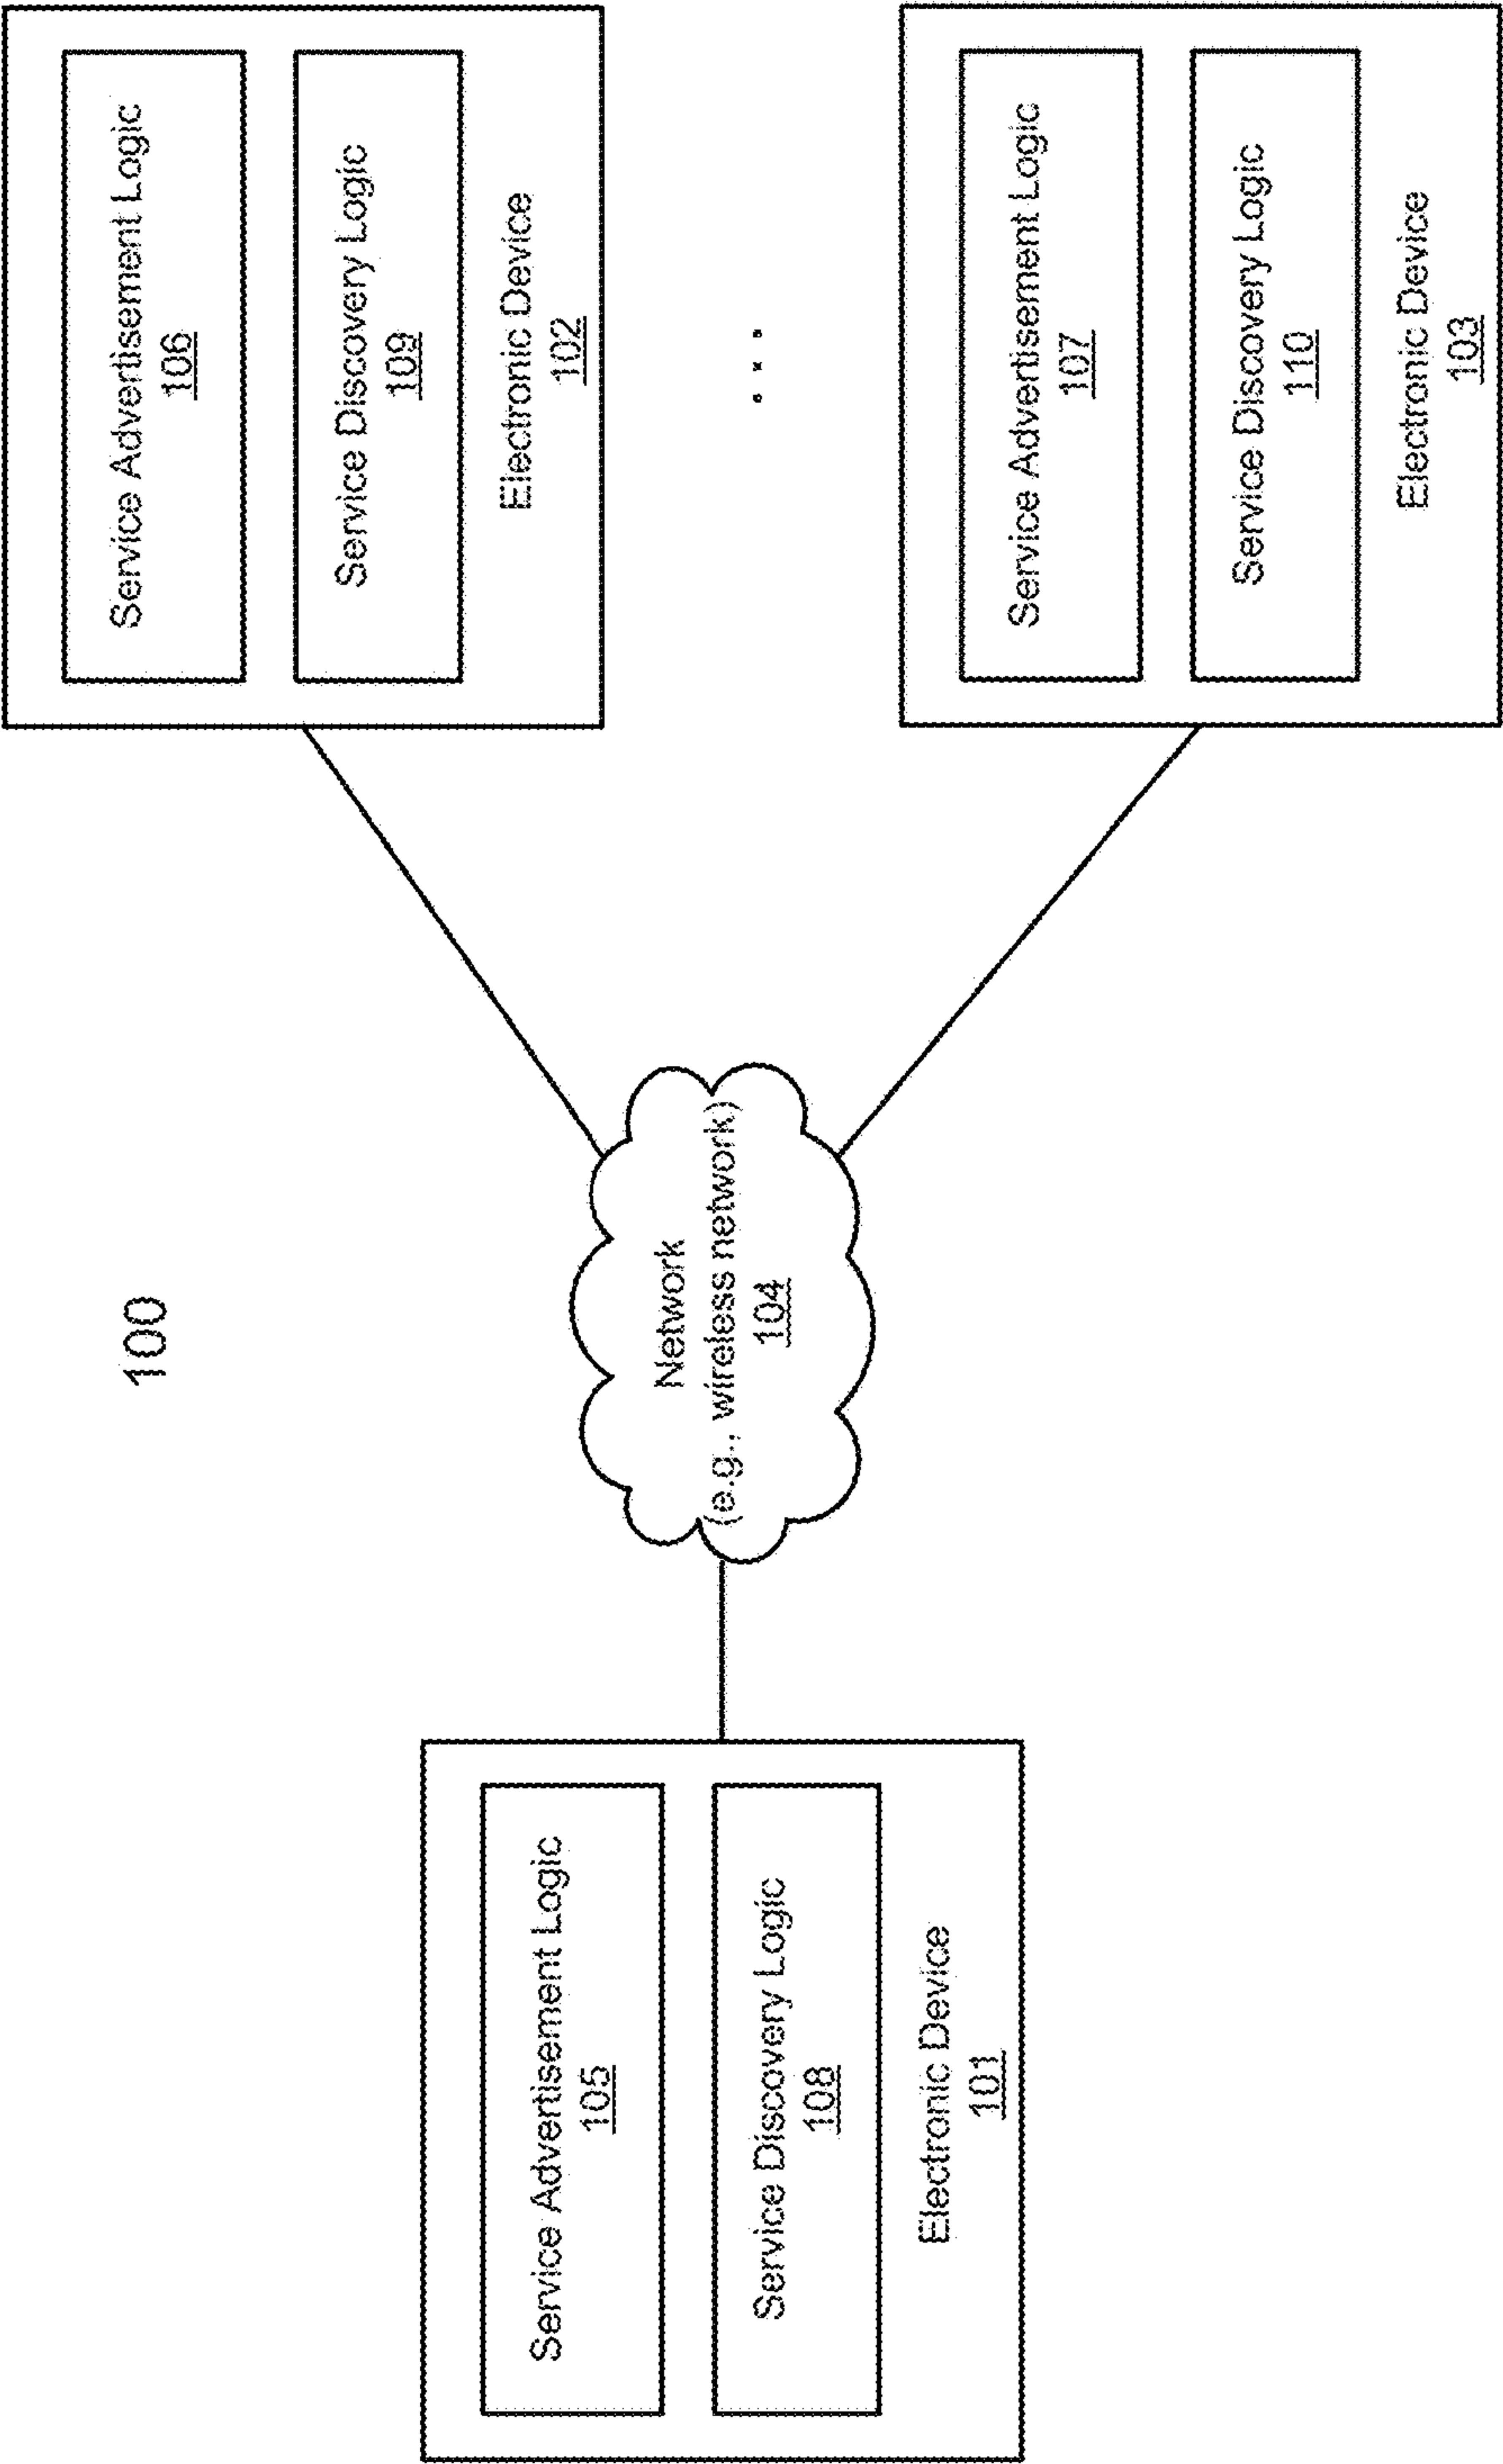 100
Service Advertisement Logic
105
Service Discovery Logic
108
Electronic Device
101
Network
(e.g., wireless network)
104
Service Advertisement Logic
106
Service Discovery Logic
109
Electronic Device
102
...
Service Advertisement Logic
107
Service Discovery Logic
110
Electronic Device
103